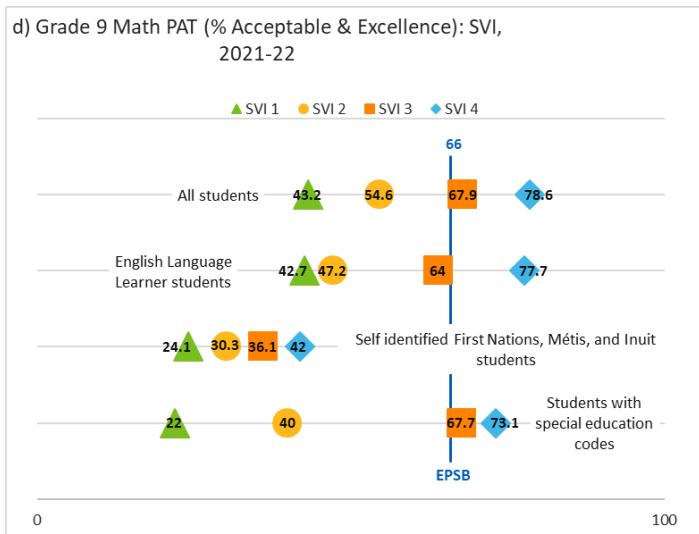 d) Grade 9 Math PAT (% Acceptable & Excellence): SVI,
2021-22
SVI 1 SVI 2 SVI 3 SVI 4
66
All students 43.2 54.6 67.9 78.6
English Language
Learner students
42.7 47.2 64 77.7
24.1 30.3 36.1 42
Self identified First Nations, Métis, and Inuit
students
22 40 67.7 73.1
Students with
special education
codes
EPSB
0 100